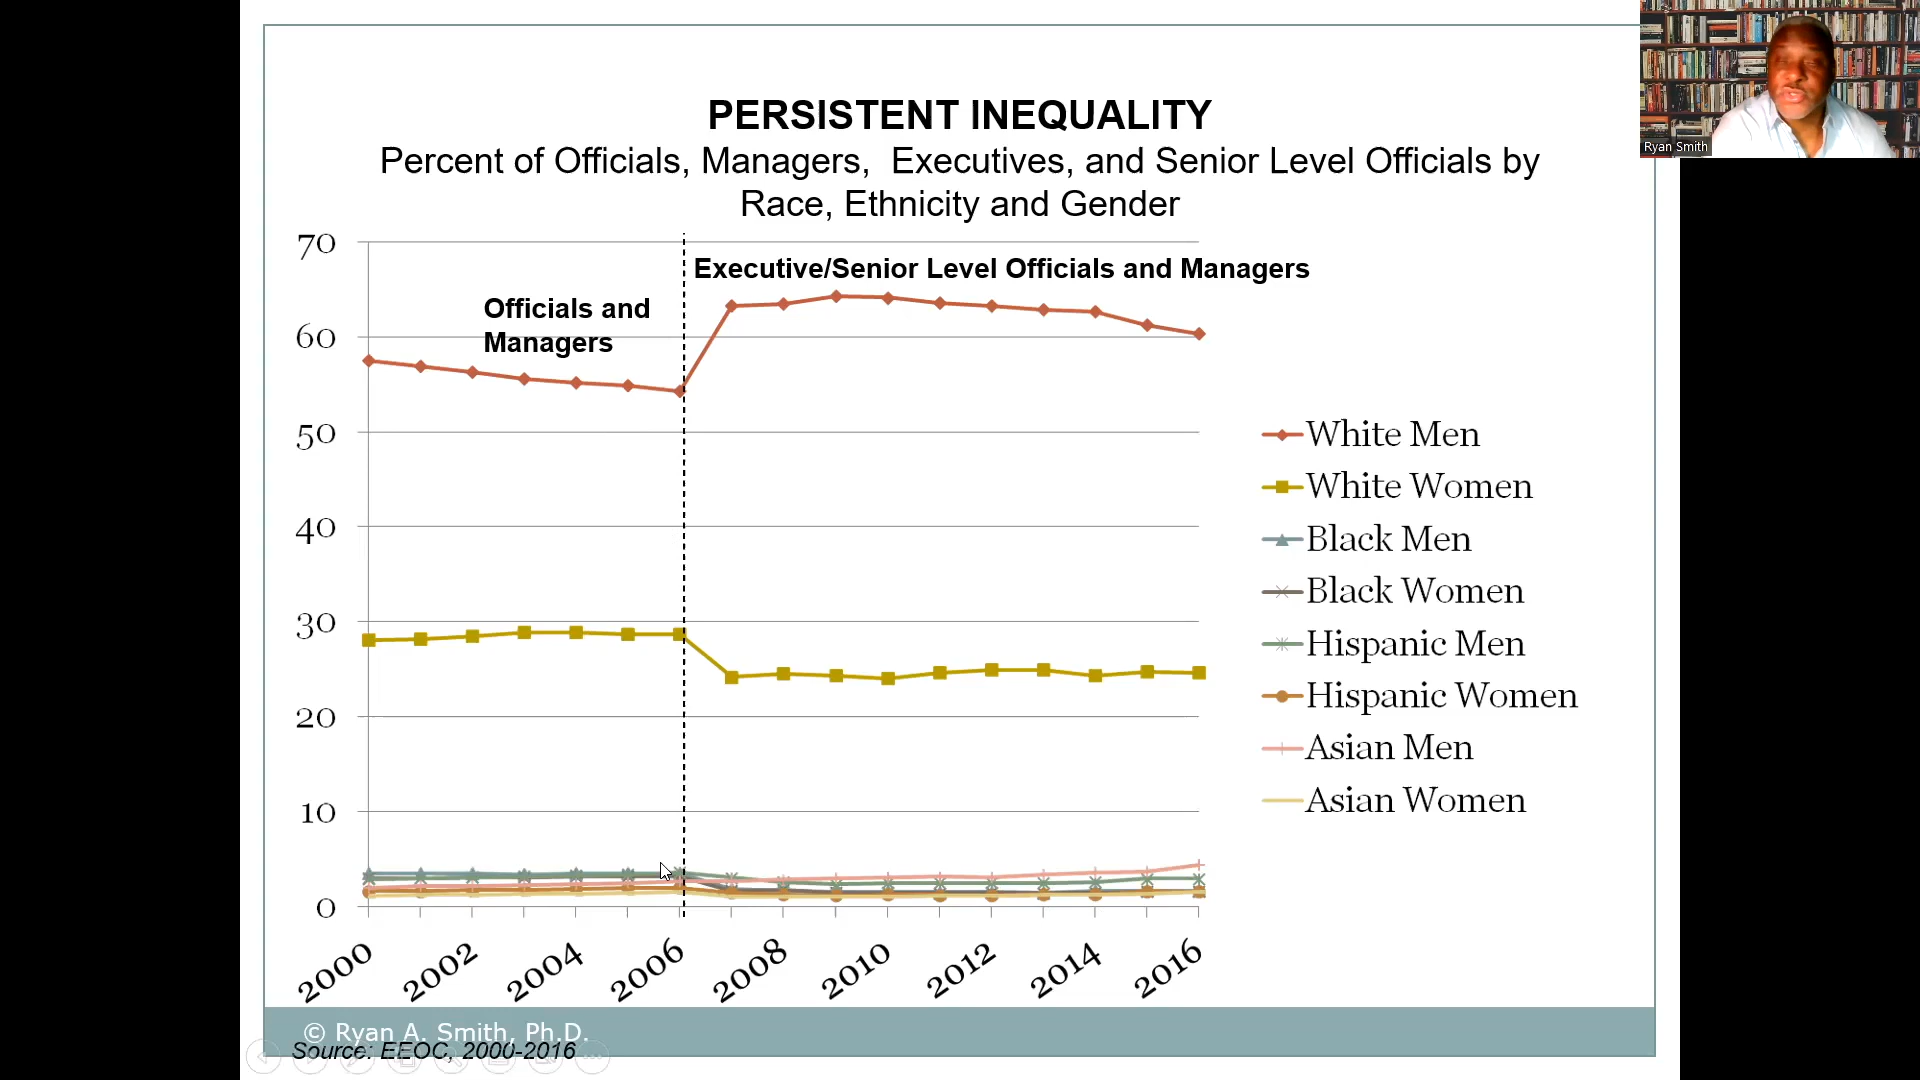 PERSISTENT INEQUALITY
Percent of Officials, Managers,  Executives, and Senior Level Officials by
Race, Ethnicity and Gender
Ryan Smith
70
60
50
40
30
20
10
0
Officials and
Managers
Executive/Senior Level Officials and Managers
White Men
White Women
Black Men
Black Women
Hispanic Men
Hispanic Women
Asian Men
Asian Women
2000
2002
2004
2006
2008
2010
2012
2014
2016
© Ryan A. Smith, Ph.D.
Source: EEOC, 2000-2016